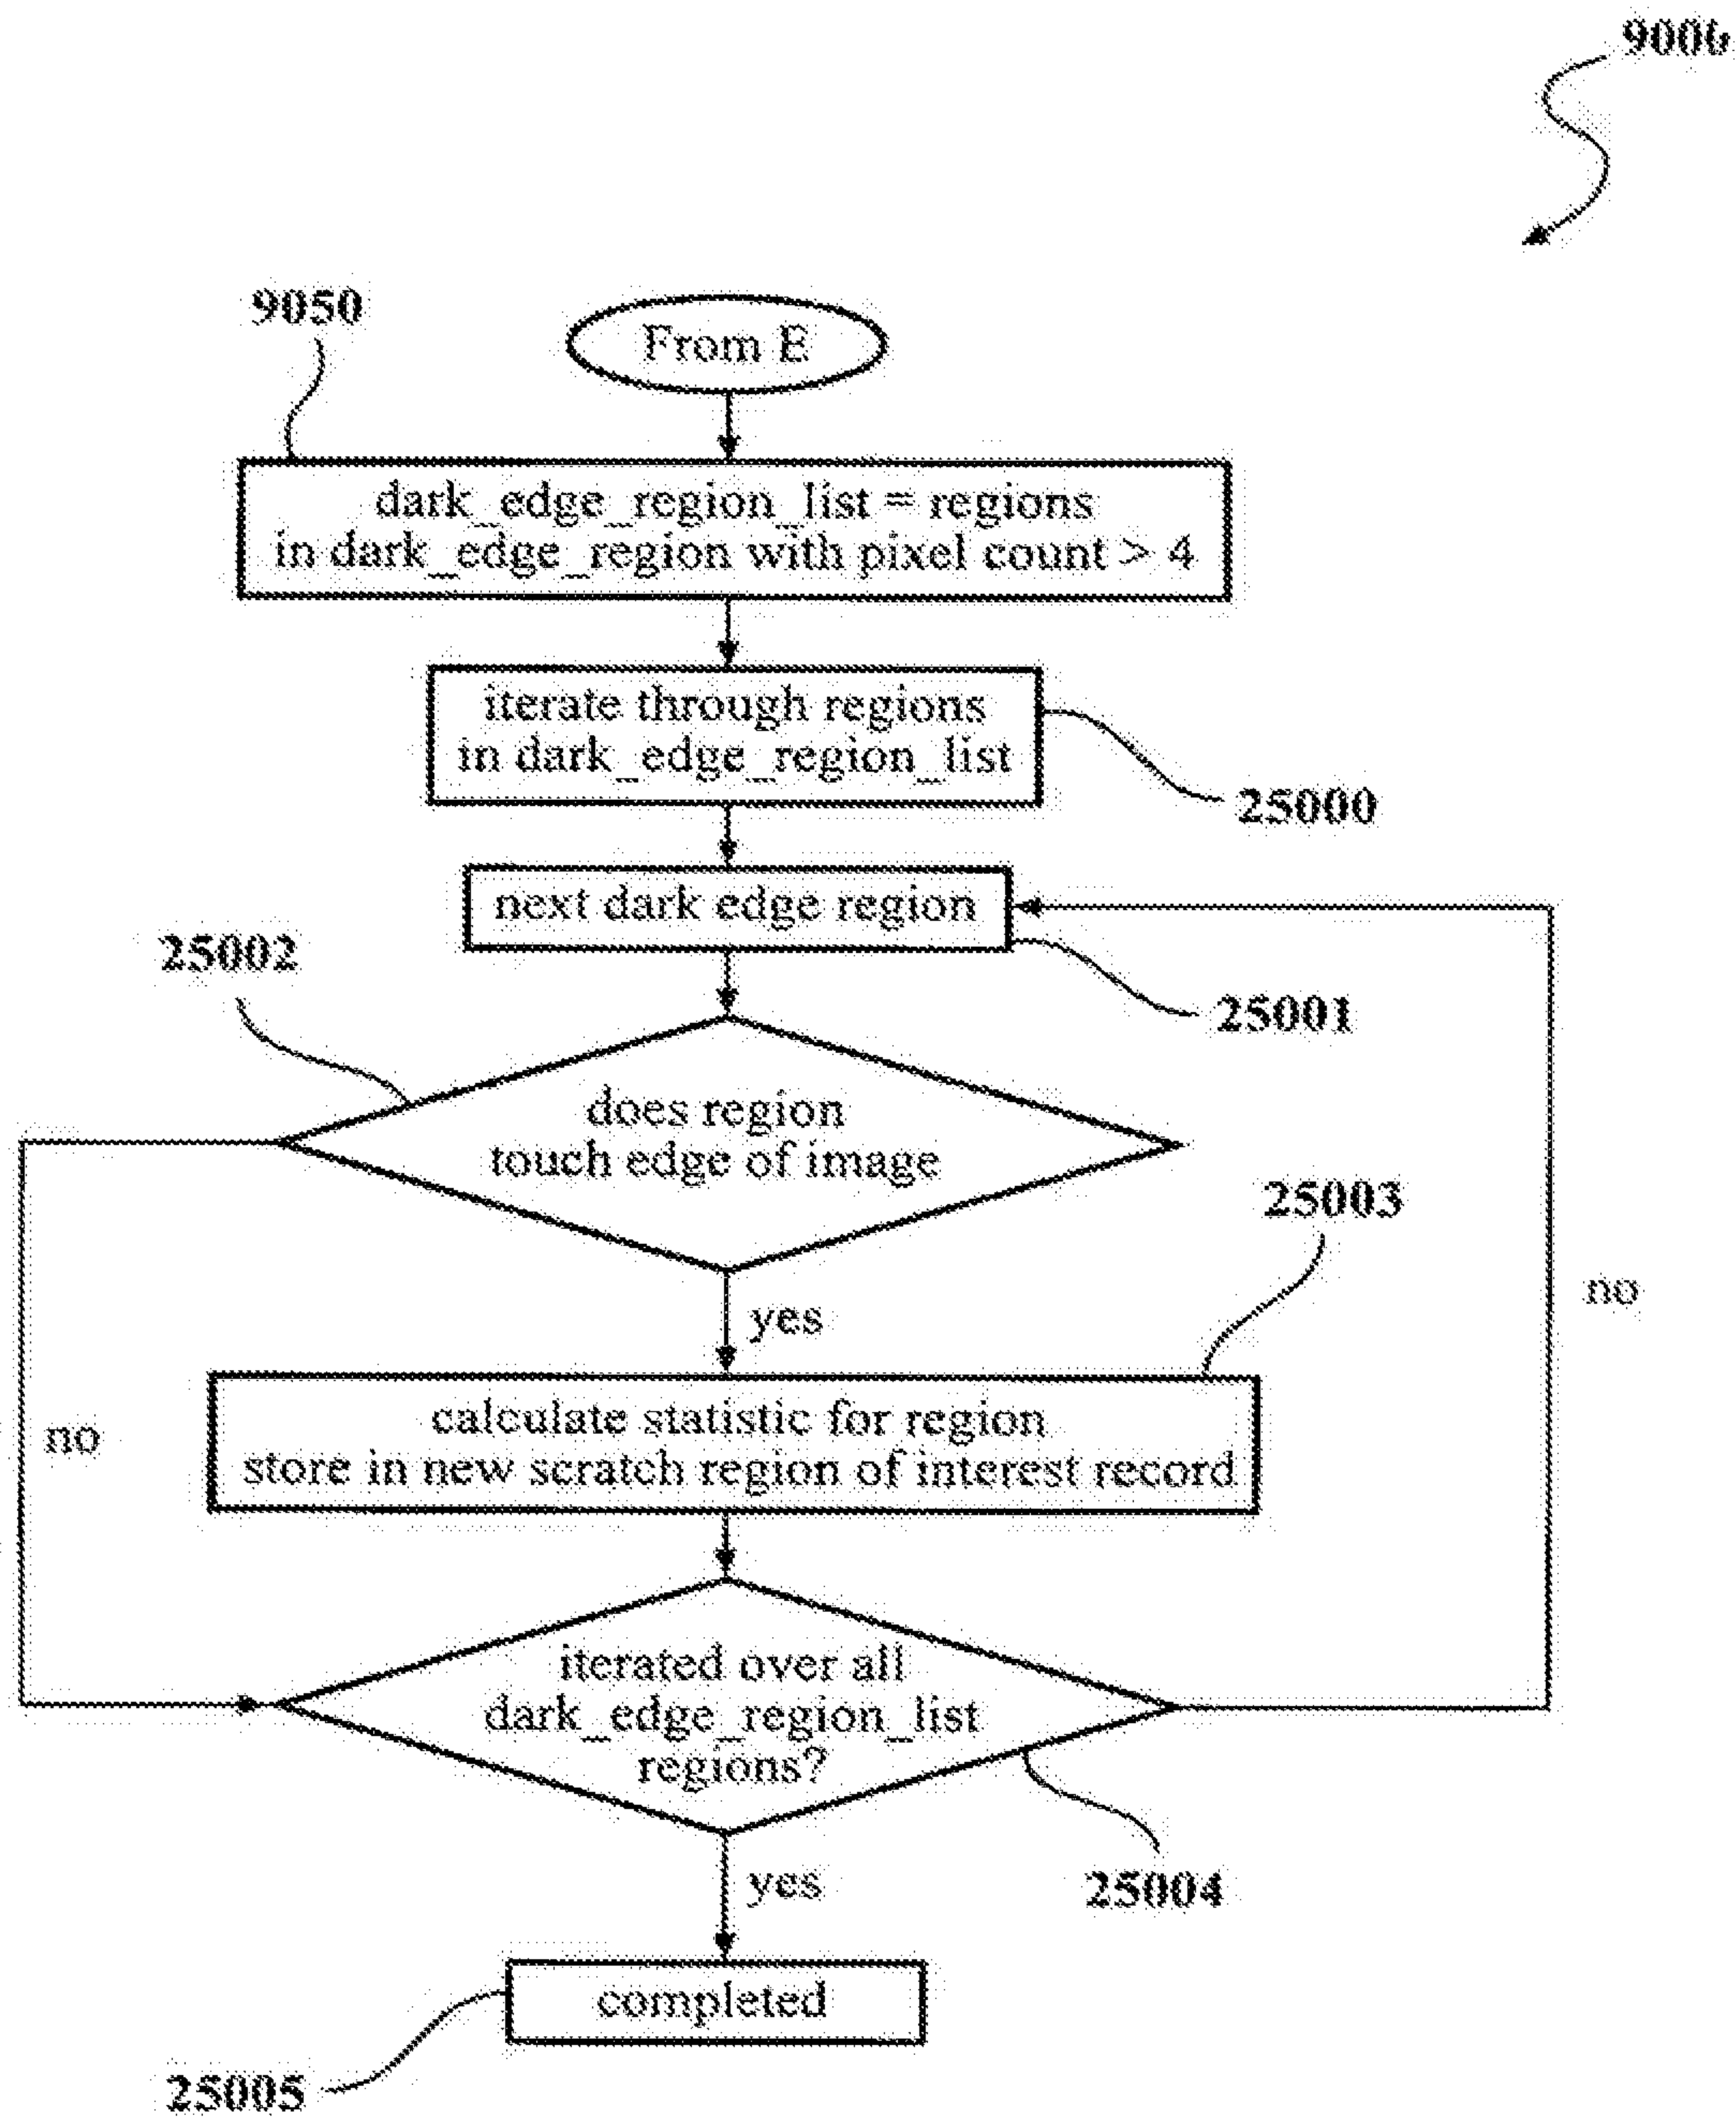 9006
9050
From E
dark_edge_region_list = regions
in dark_edge_region with pixel count > 4
iterate through regions
in dark_edge_region_list
25000
next dark edge region
25002
25001
does region
touch edge of image
25003
yes
no
calculate statistic for region
store in new scratch region of interest record
no
iterated over all
dark_edge_region_list
regions?
yes
25004
completed
25005